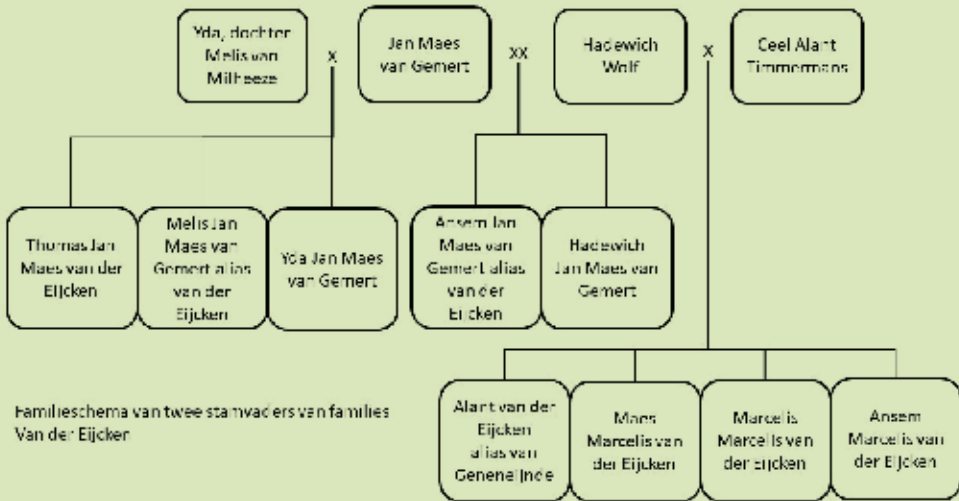 Yda, dochter
Melis van
Milheeze
x
Jan Maes
van Gemert
xx
Hadewich
Wolf
x
Ceel Alant
Timmermans
Thomas Jan
Maes van der
Eijcken
Melis Jan
Maes van
Gemert alias
van der
Eijcken
Yda Jan Maes
van Gemert
Ansem Jan
Maes van
Gemert alias
van der
Eijcken
Hadewich
Jan Maes van
Gemert
Alant van der
Eijcken
alias van
Geneneijnde
Maes
Marcelis van
der Eijcken
Marcelis
Marcelis van
der Eijcken
Ansem
Marcelis van
der Eijcken
Familieschema van twee stamvaders van families
Van der Eijcken